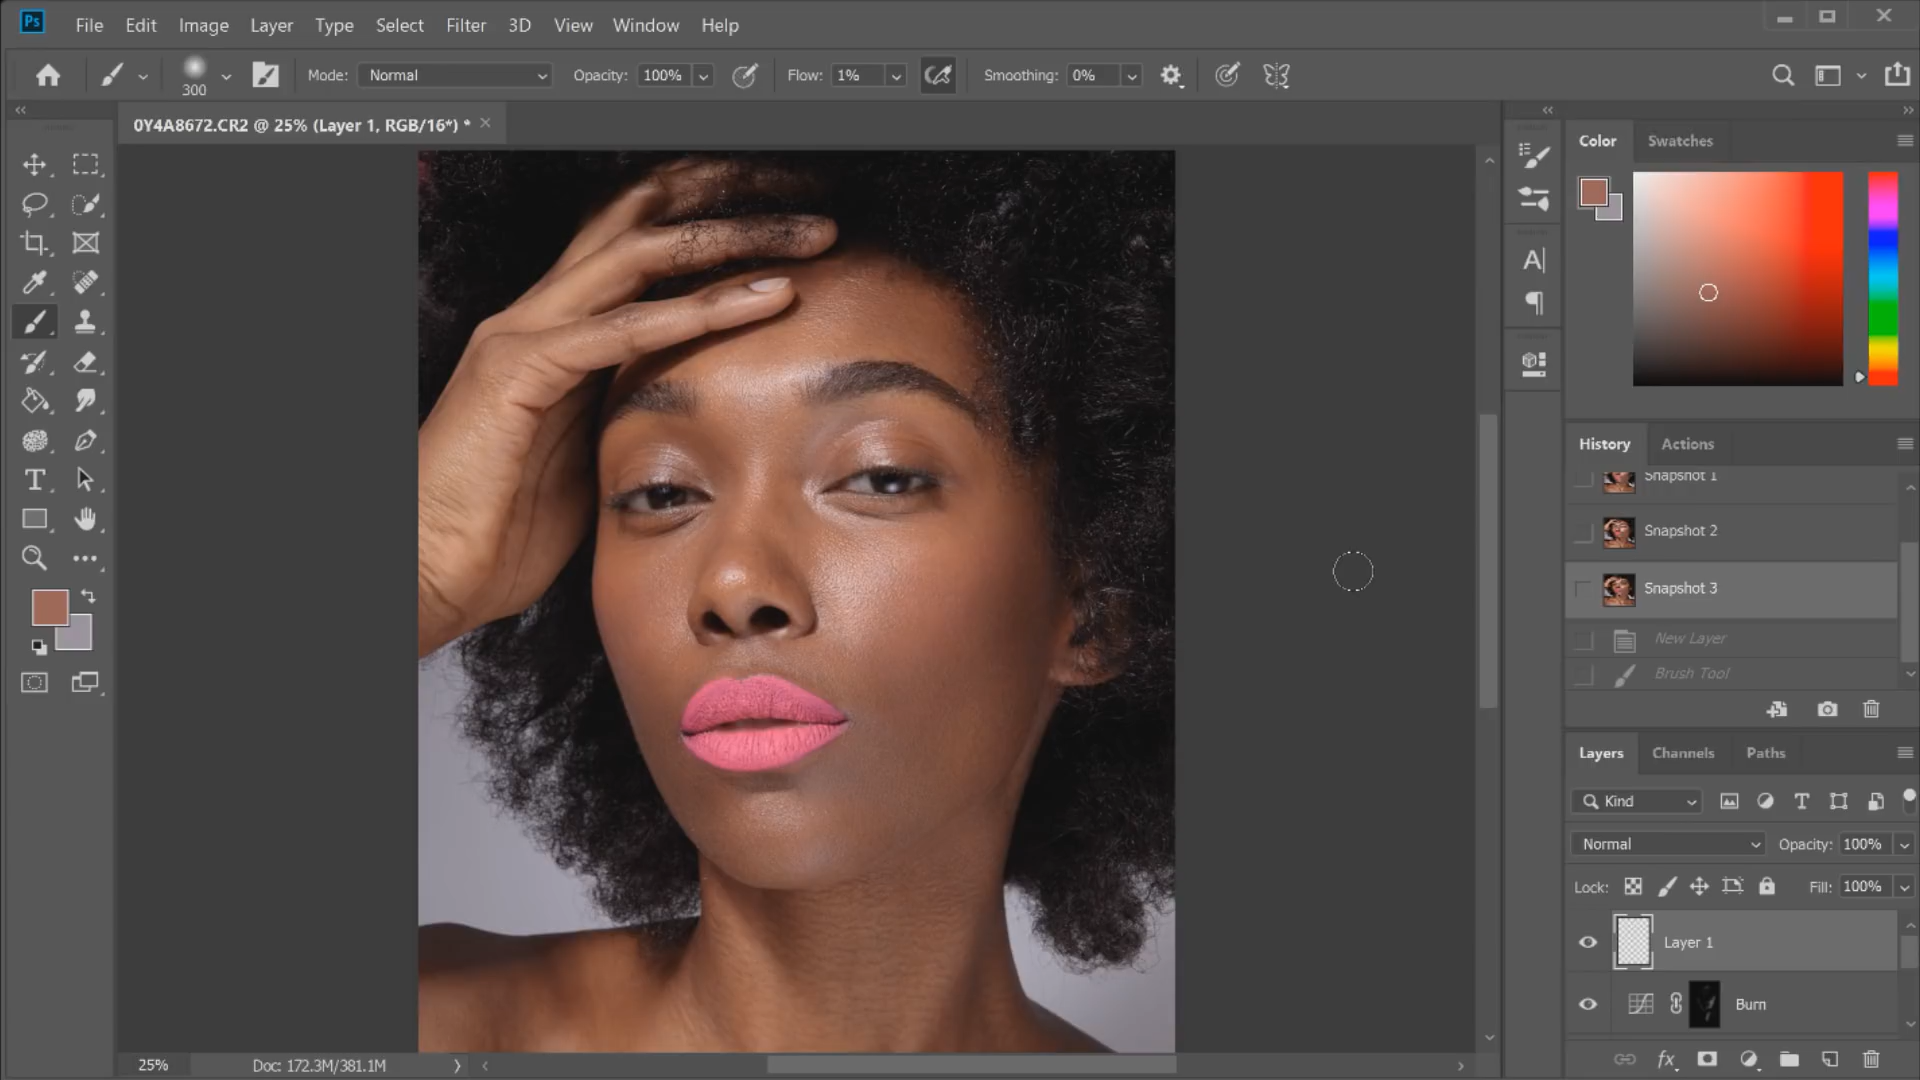 Ps File Edit Image Layer Type Select Filter 3D View Window Help
300 Mode: Normal Opacity: 100% Flow: 1% Smoothing: 0%
0Y4A8672.CR2 @ 25% (Layer 1, RGB/16*) *
Color Swatches
History Actions
Snapshot 1
Snapshot 2
Snapshot 3
New Layer
Brush Tool
Layers Channels Paths
Kind
Normal Opacity: 100%
Lock: Fill: 100%
Layer 1
Burn
fx
25% Doc: 172.3M/381.1M